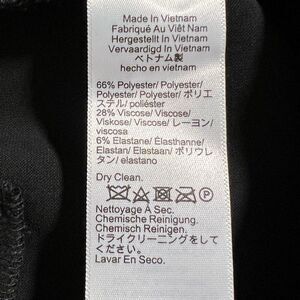 Made In Vietnam
Fabriqué Au Viêt Nam
Hergestellt In Vietnam
Vervaardigd In Vietnam
ベトナム製
hecho en vietnam
66% Polyester/ Polyester/
Polyester/ Polyester/ ポリエ
ステル/ poliéster
28% Viscose/ Viscose/
Viskose/ Viscose/ レーヨン/
viscosa
6% Elastane/ Élasthanne/
Elastan/ Elastaan/ ポリウレ
タン/ elastano
Dry Clean.
P
Nettoyage À Sec.
Chemisch Reinigen.
Chemisch Reinigen.
ドライクリーニングをして
ください。
Lavar En Seco.